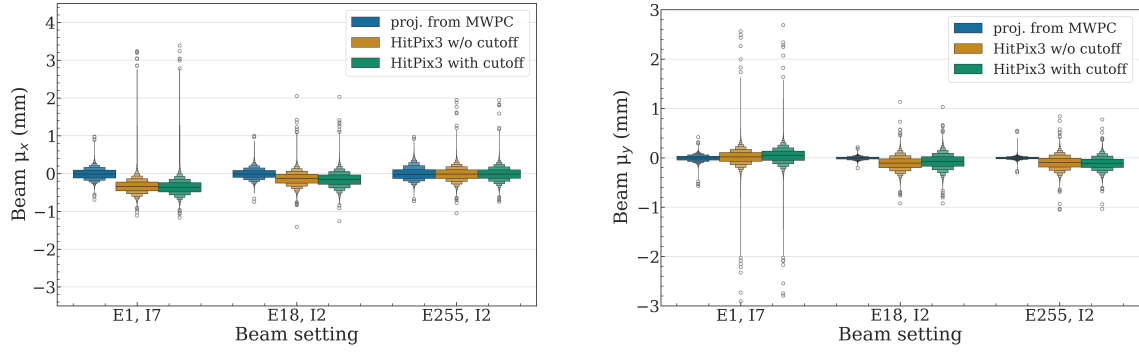 4
3
2
1
0
−1
−2
−3
Beam μx (mm)
proj. from MWPC
HitPix3 w/o cutoff
HitPix3 with cutoff
E1, I7
E18, I2
E255, I2
Beam setting
3
2
1
0
−1
−2
−3
Beam μy (mm)
proj. from MWPC
HitPix3 w/o cutoff
HitPix3 with cutoff
E1, I7
E18, I2
E255, I2
Beam setting